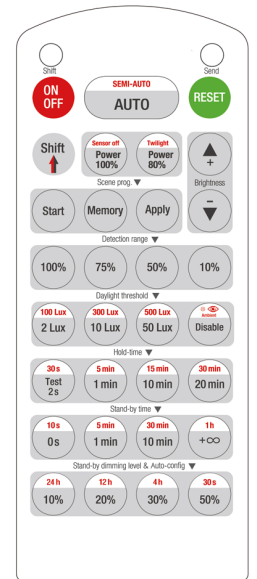 Shift Send
ON
OFF
SEMI-AUTO
AUTO
RESET
Shift
Sensor off
Power
100%
Twilight
Power
80%
+
Scene prog. ▼
Brightness
Start Memory Apply
−
Detection range ▼
100% 75% 50% 10%
Daylight threshold ▼
100 Lux 300 Lux 500 Lux Ambient
2 Lux 10 Lux 50 Lux Disable
Hold-time ▼
30s 5 min 15 min 30 min
Test
2s
1 min 10 min 20 min
Stand-by time ▼
10s 5 min 30 min 1h
0s 1 min 10 min +∞
Stand-by dimming level & Auto-config ▼
24h 12h 4h 30s
10% 20% 30% 50%